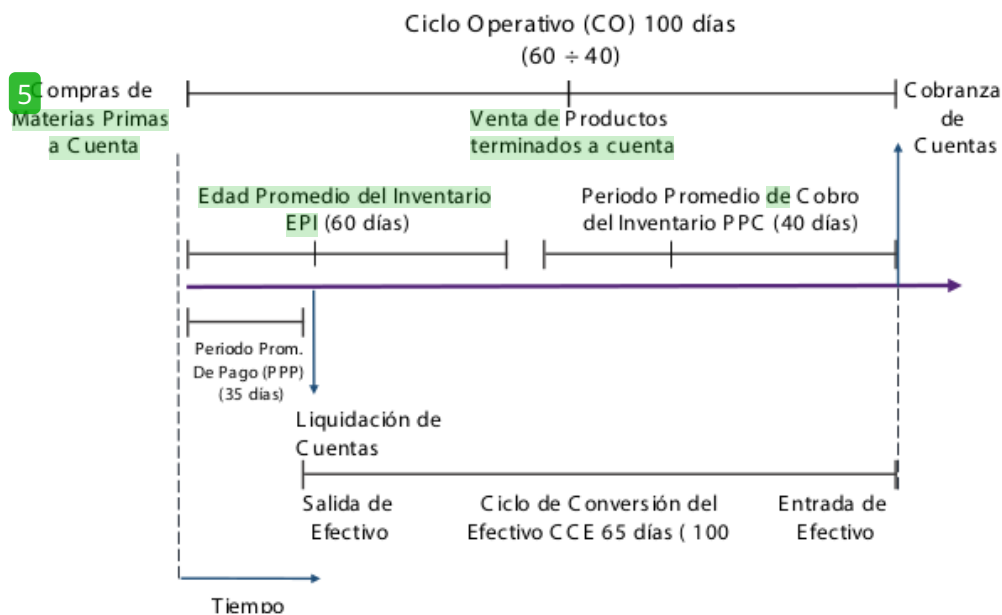 Ciclo Operativo (CO) 100 días
(60 ÷ 40)
5
Compras de
Materias Primas
a Cuenta
Venta de Productos
terminados a cuenta
Cobranza
de
Cuentas
Edad Promedio del Inventario
EPI (60 días)
Periodo Promedio de Cobro
del Inventario PPC (40 días)
Periodo Prom.
De Pago (PPP)
(35 días)
Liquidación de
Cuentas
Salida de
Efectivo
Ciclo de Conversión del
Efectivo CCE 65 días ( 100
Entrada de
Efectivo
Tiempo